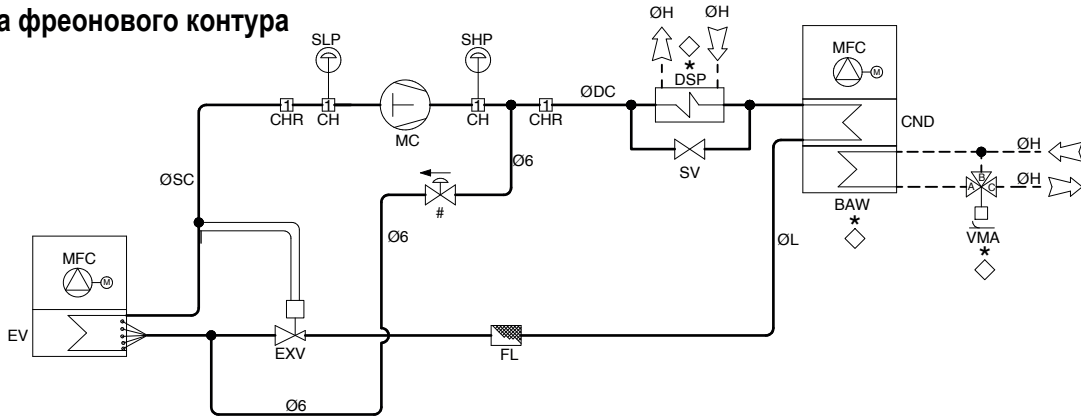 а фреонового контура
SLP
SHP
ØH
ØH
*
DSP
MFC
M
1
CHR
1
CH
MC
1
CH
1
CHR
ØDC
CND
SV
ØSC
Ø6
#
Ø6
ØH
B
A
C
ØH
BAW
*
VMA
*
ØL
MFC
M
EV
EXV
FL
Ø6